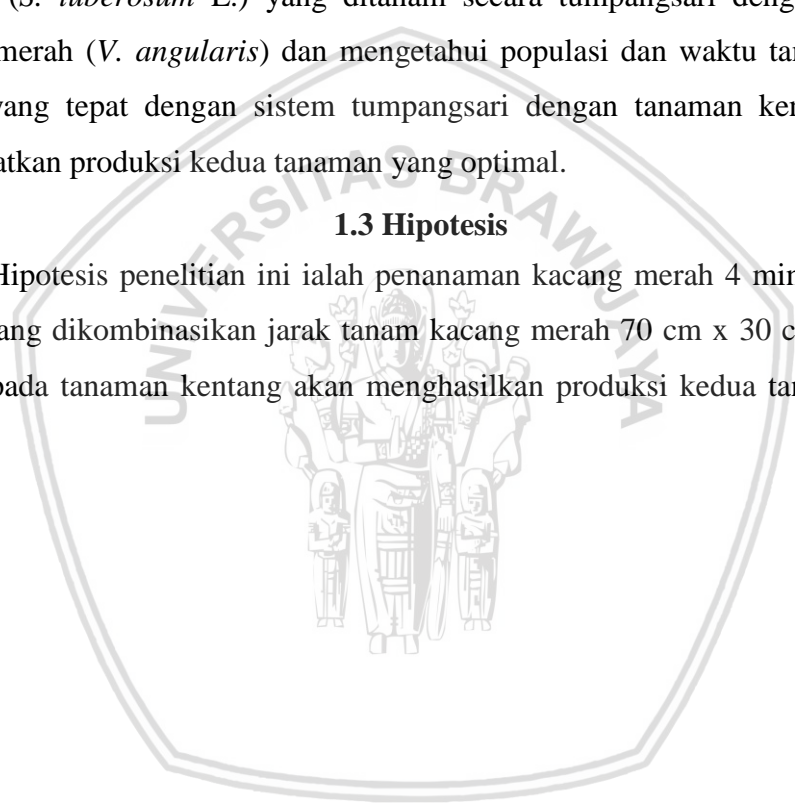 (S. tuberosum L.) yang ditanam secara tumpangsari deng
merah (V. angularis) dan mengetahui populasi dan waktu tan
yang tepat dengan sistem tumpangsari dengan tanaman ken
atkan produksi kedua tanaman yang optimal.
1.3 Hipotesis
Hipotesis penelitian ini ialah penanaman kacang merah 4 min
ang dikombinasikan jarak tanam kacang merah 70 cm x 30 c
pada tanaman kentang akan menghasilkan produksi kedua tan
UNIVERSITAS BRAWIJAYA